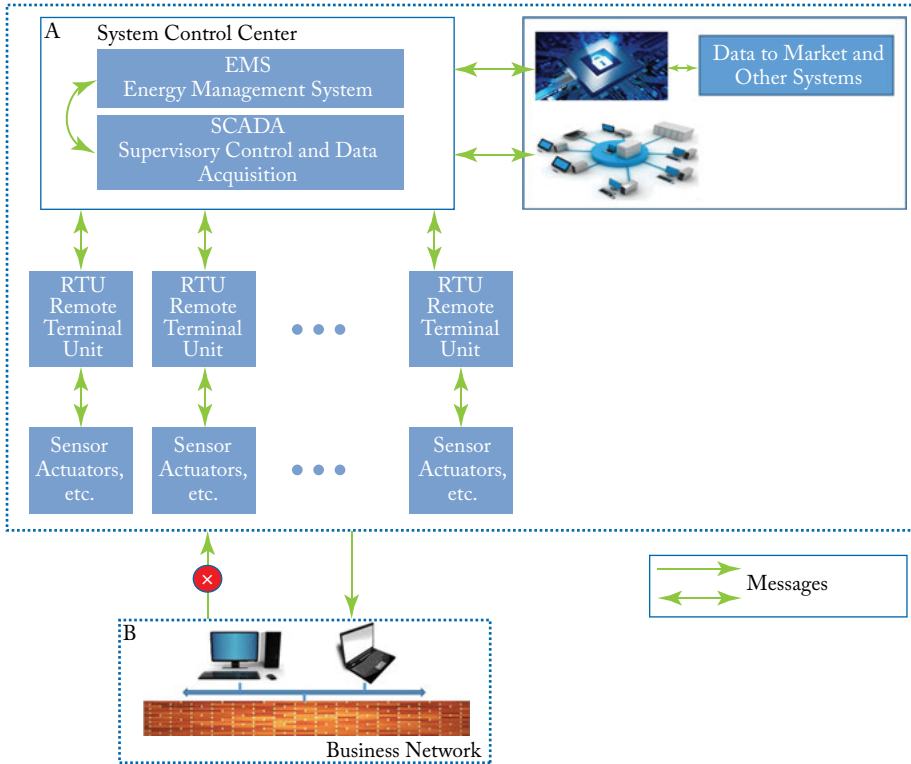 A
System Control Center
EMS
Energy Management System
SCADA
Supervisory Control and Data
Acquisition
Data to Market and
Other Systems
RTU
Remote
Terminal
Unit
RTU
Remote
Terminal
Unit
RTU
Remote
Terminal
Unit
Sensor
Actuators,
etc.
Sensor
Actuators,
etc.
Sensor
Actuators,
etc.
Messages
B
Business Network